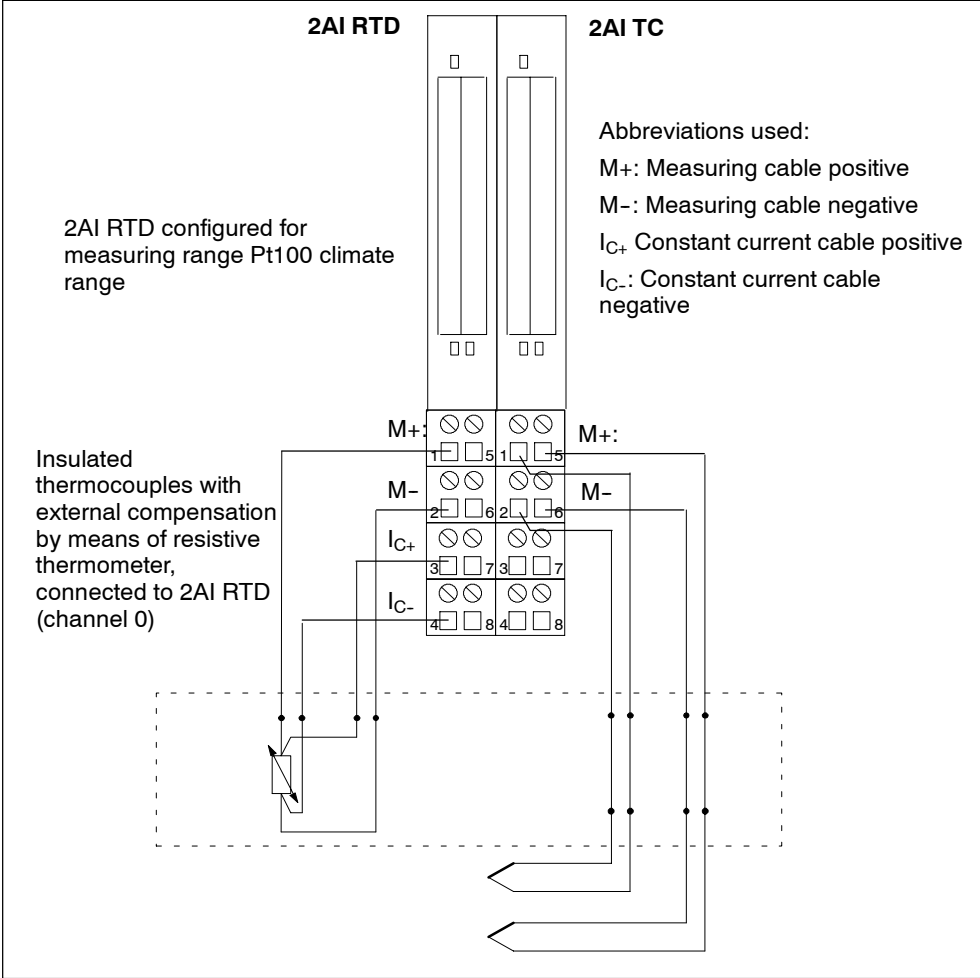 2AI RTD
2AI TC
Abbreviations used:
M+: Measuring cable positive
M-: Measuring cable negative
IC+ Constant current cable positive
IC-: Constant current cable
negative
2AI RTD configured for
measuring range Pt100 climate
range
Insulated
thermocouples with
external compensation
by means of resistive
thermometer,
connected to 2AI RTD
(channel 0)
M+:
1 5 1 5
M+:
M-
2 6 2 6
M-
IC+
3 7 3 7
IC-
4 8 4 8